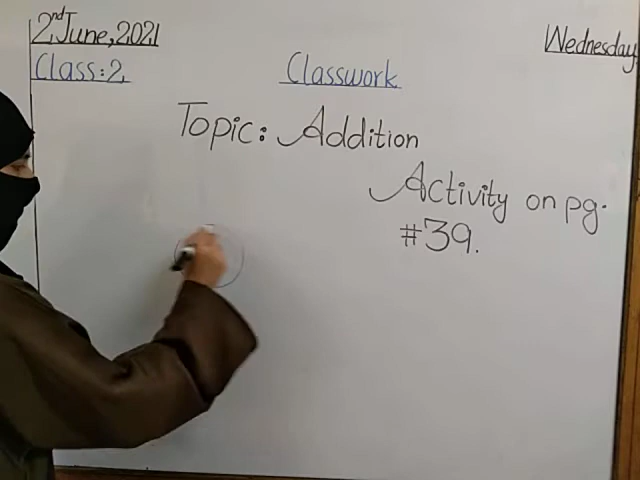 2nd June, 2021
Wednesday
Class: 2
Classwork
Topic: Addition
Activity on pg.
#39.